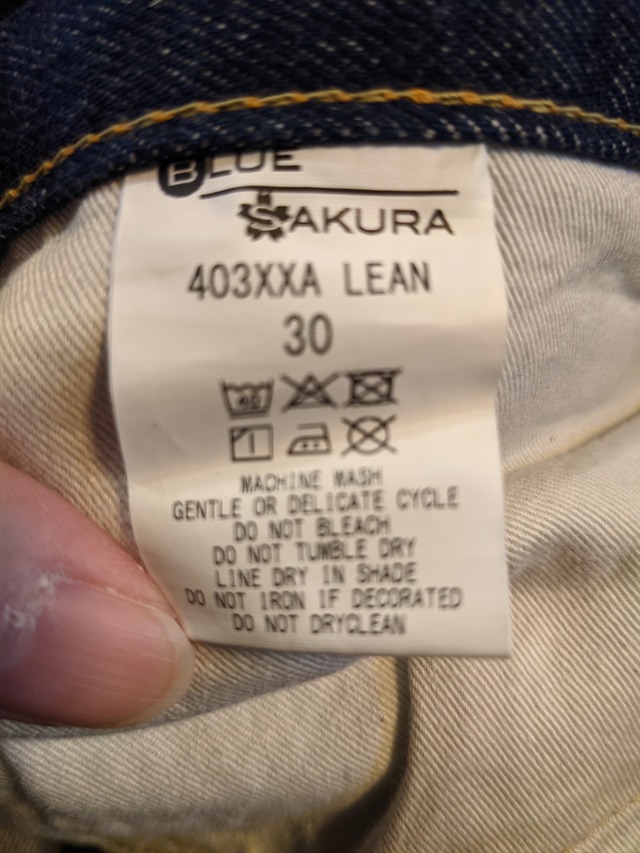 BLUE
SAKURA
403XXA LEAN
30
40
MACHINE WASH
GENTLE OR DELICATE CYCLE
DO NOT BLEACH
DO NOT TUMBLE DRY
LINE DRY IN SHADE
DO NOT IRON IF DECORATED
DO NOT DRYCLEAN